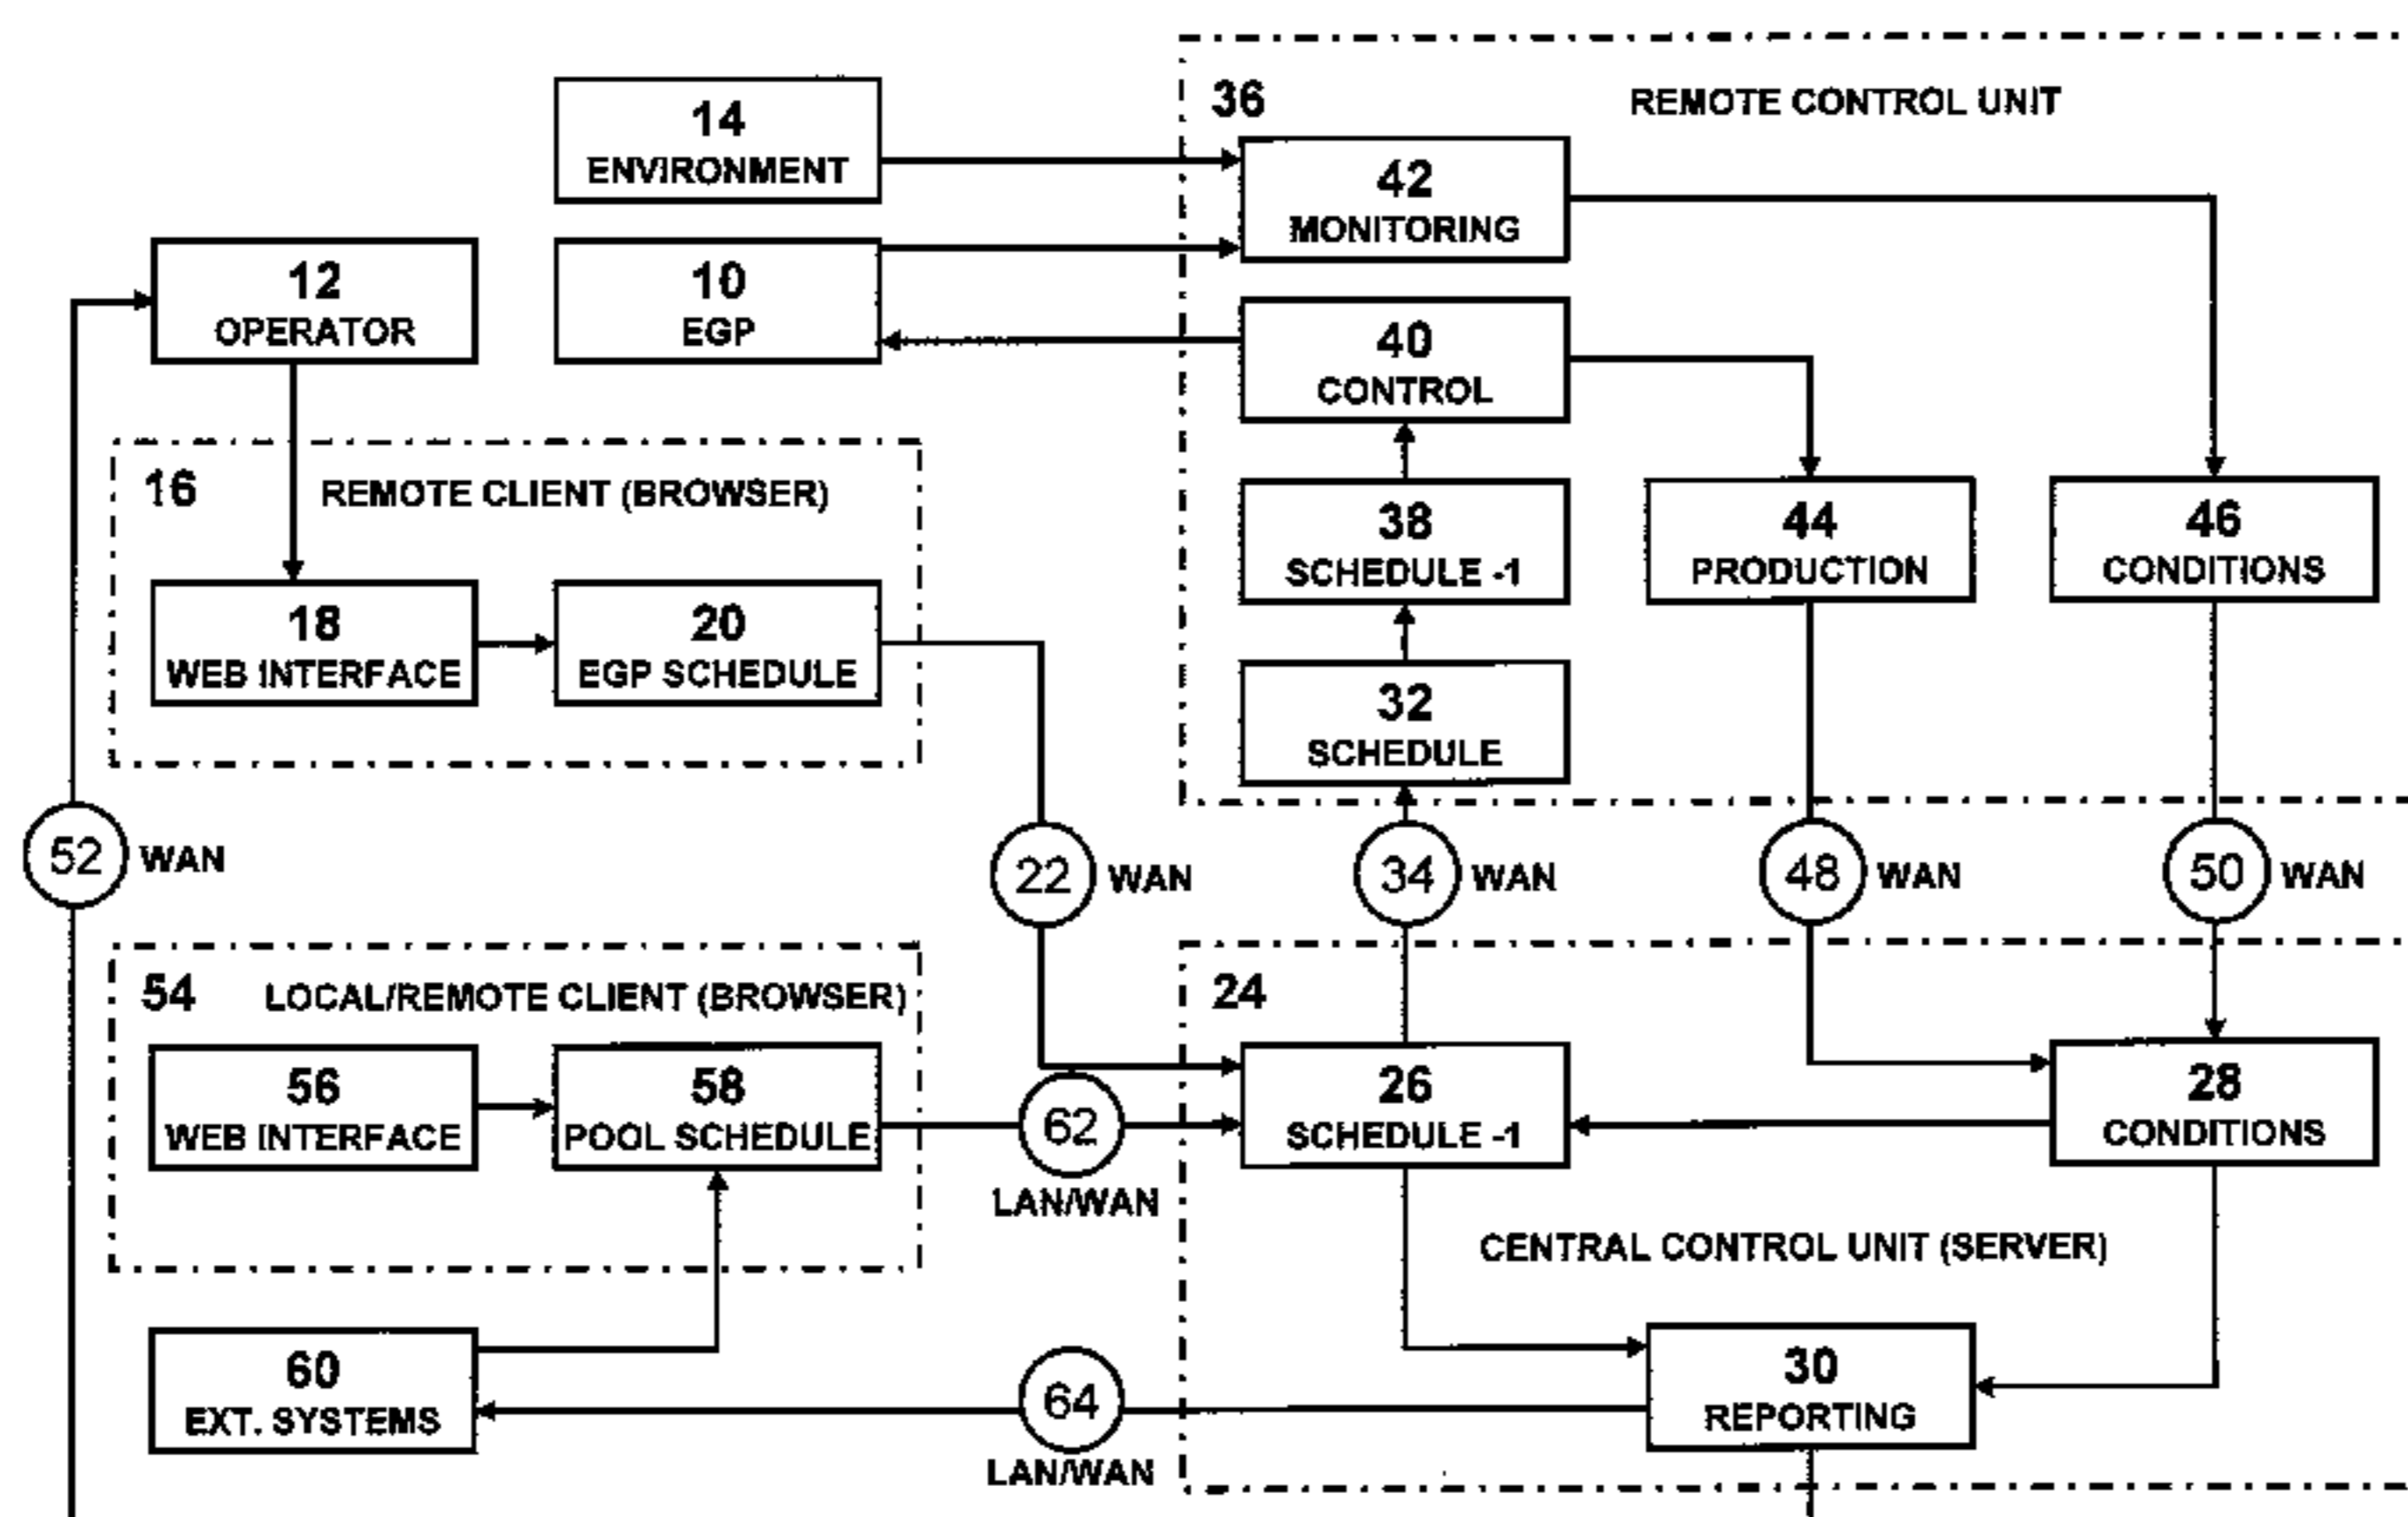 14
ENVIRONMENT
36
REMOTE CONTROL UNIT
42
MONITORING
12
OPERATOR
10
EGP
40
CONTROL
16
REMOTE CLIENT (BROWSER)
38
SCHEDULE -1
44
PRODUCTION
46
CONDITIONS
18
WEB INTERFACE
20
EGP SCHEDULE
32
SCHEDULE
52 WAN
22 WAN
34 WAN
48 WAN
50 WAN
54
LOCAL/REMOTE CLIENT (BROWSER)
24
56
WEB INTERFACE
58
POOL SCHEDULE
62
LAN/WAN
26
SCHEDULE -1
28
CONDITIONS
CENTRAL CONTROL UNIT (SERVER)
60
EXT. SYSTEMS
64
LAN/WAN
30
REPORTING